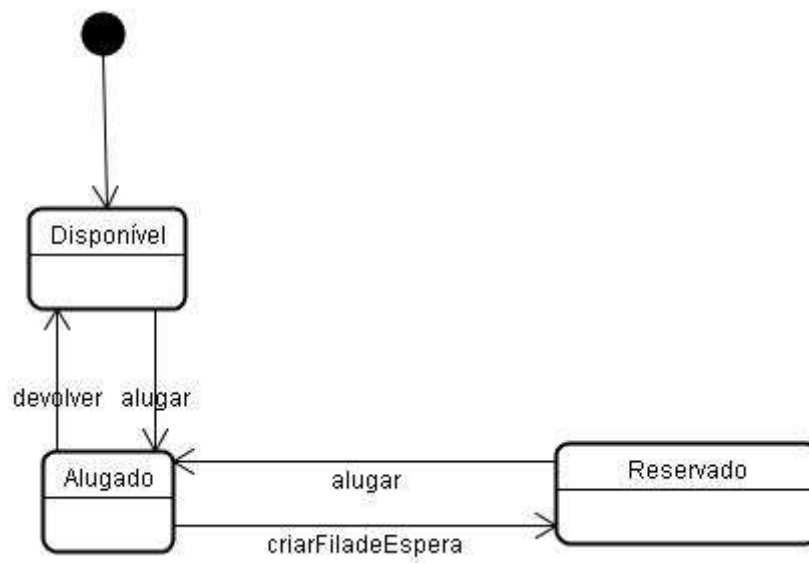 Disponível
devolver alugar
Alugado
Reservado
alugar
criarFiladeEspera